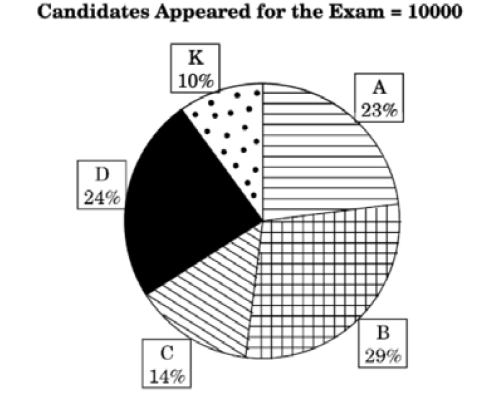 Candidates Appeared for the Exam = 10000
K
10%
A
23%
D
24%
B
29%
C
14%